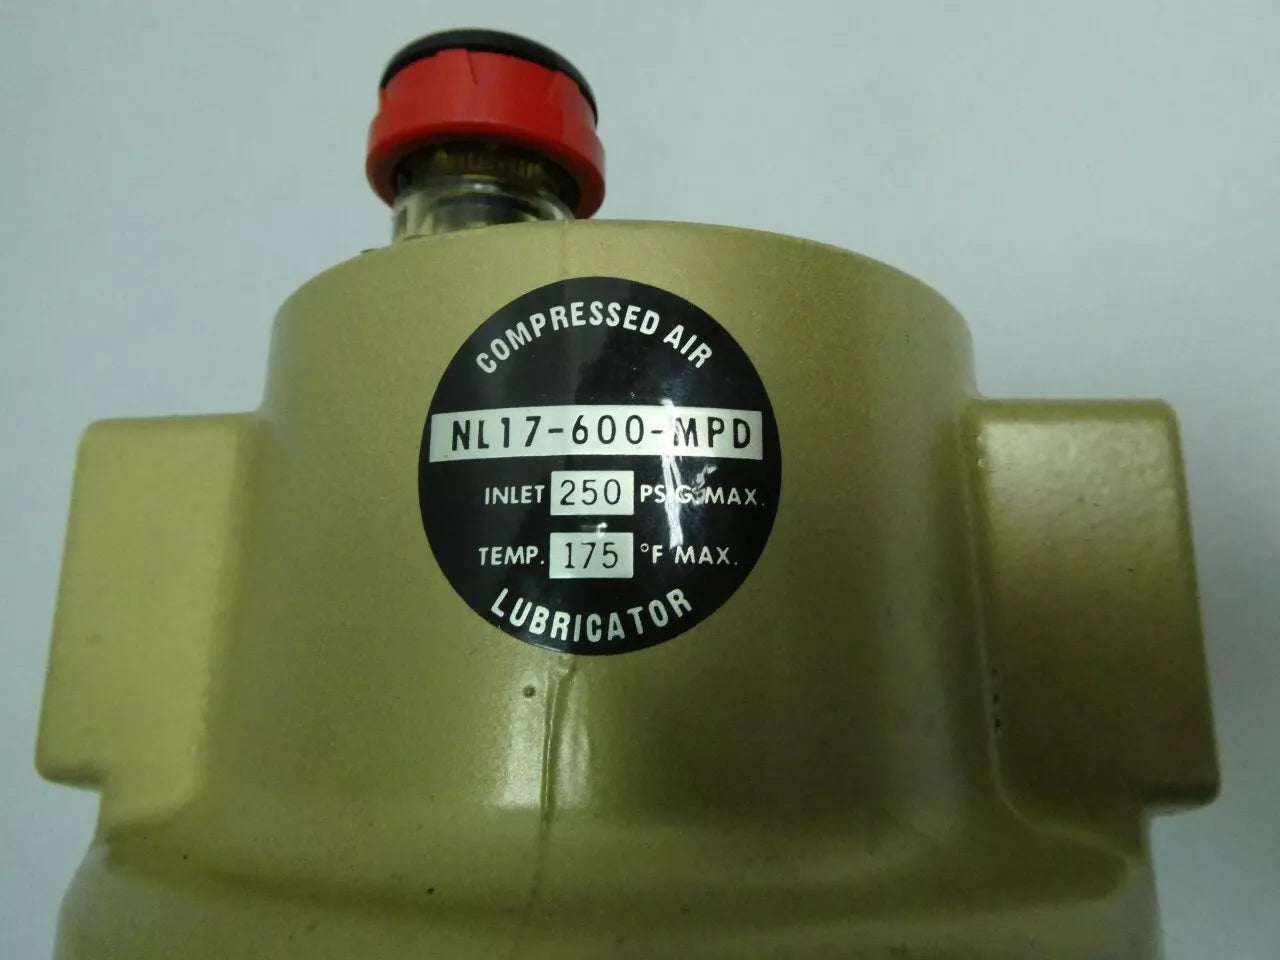 COMPRESSED AIR
NL17-600-MPD
INLET 250 PSIG. MAX.
TEMP. 175 °F MAX.
LUBRICATOR